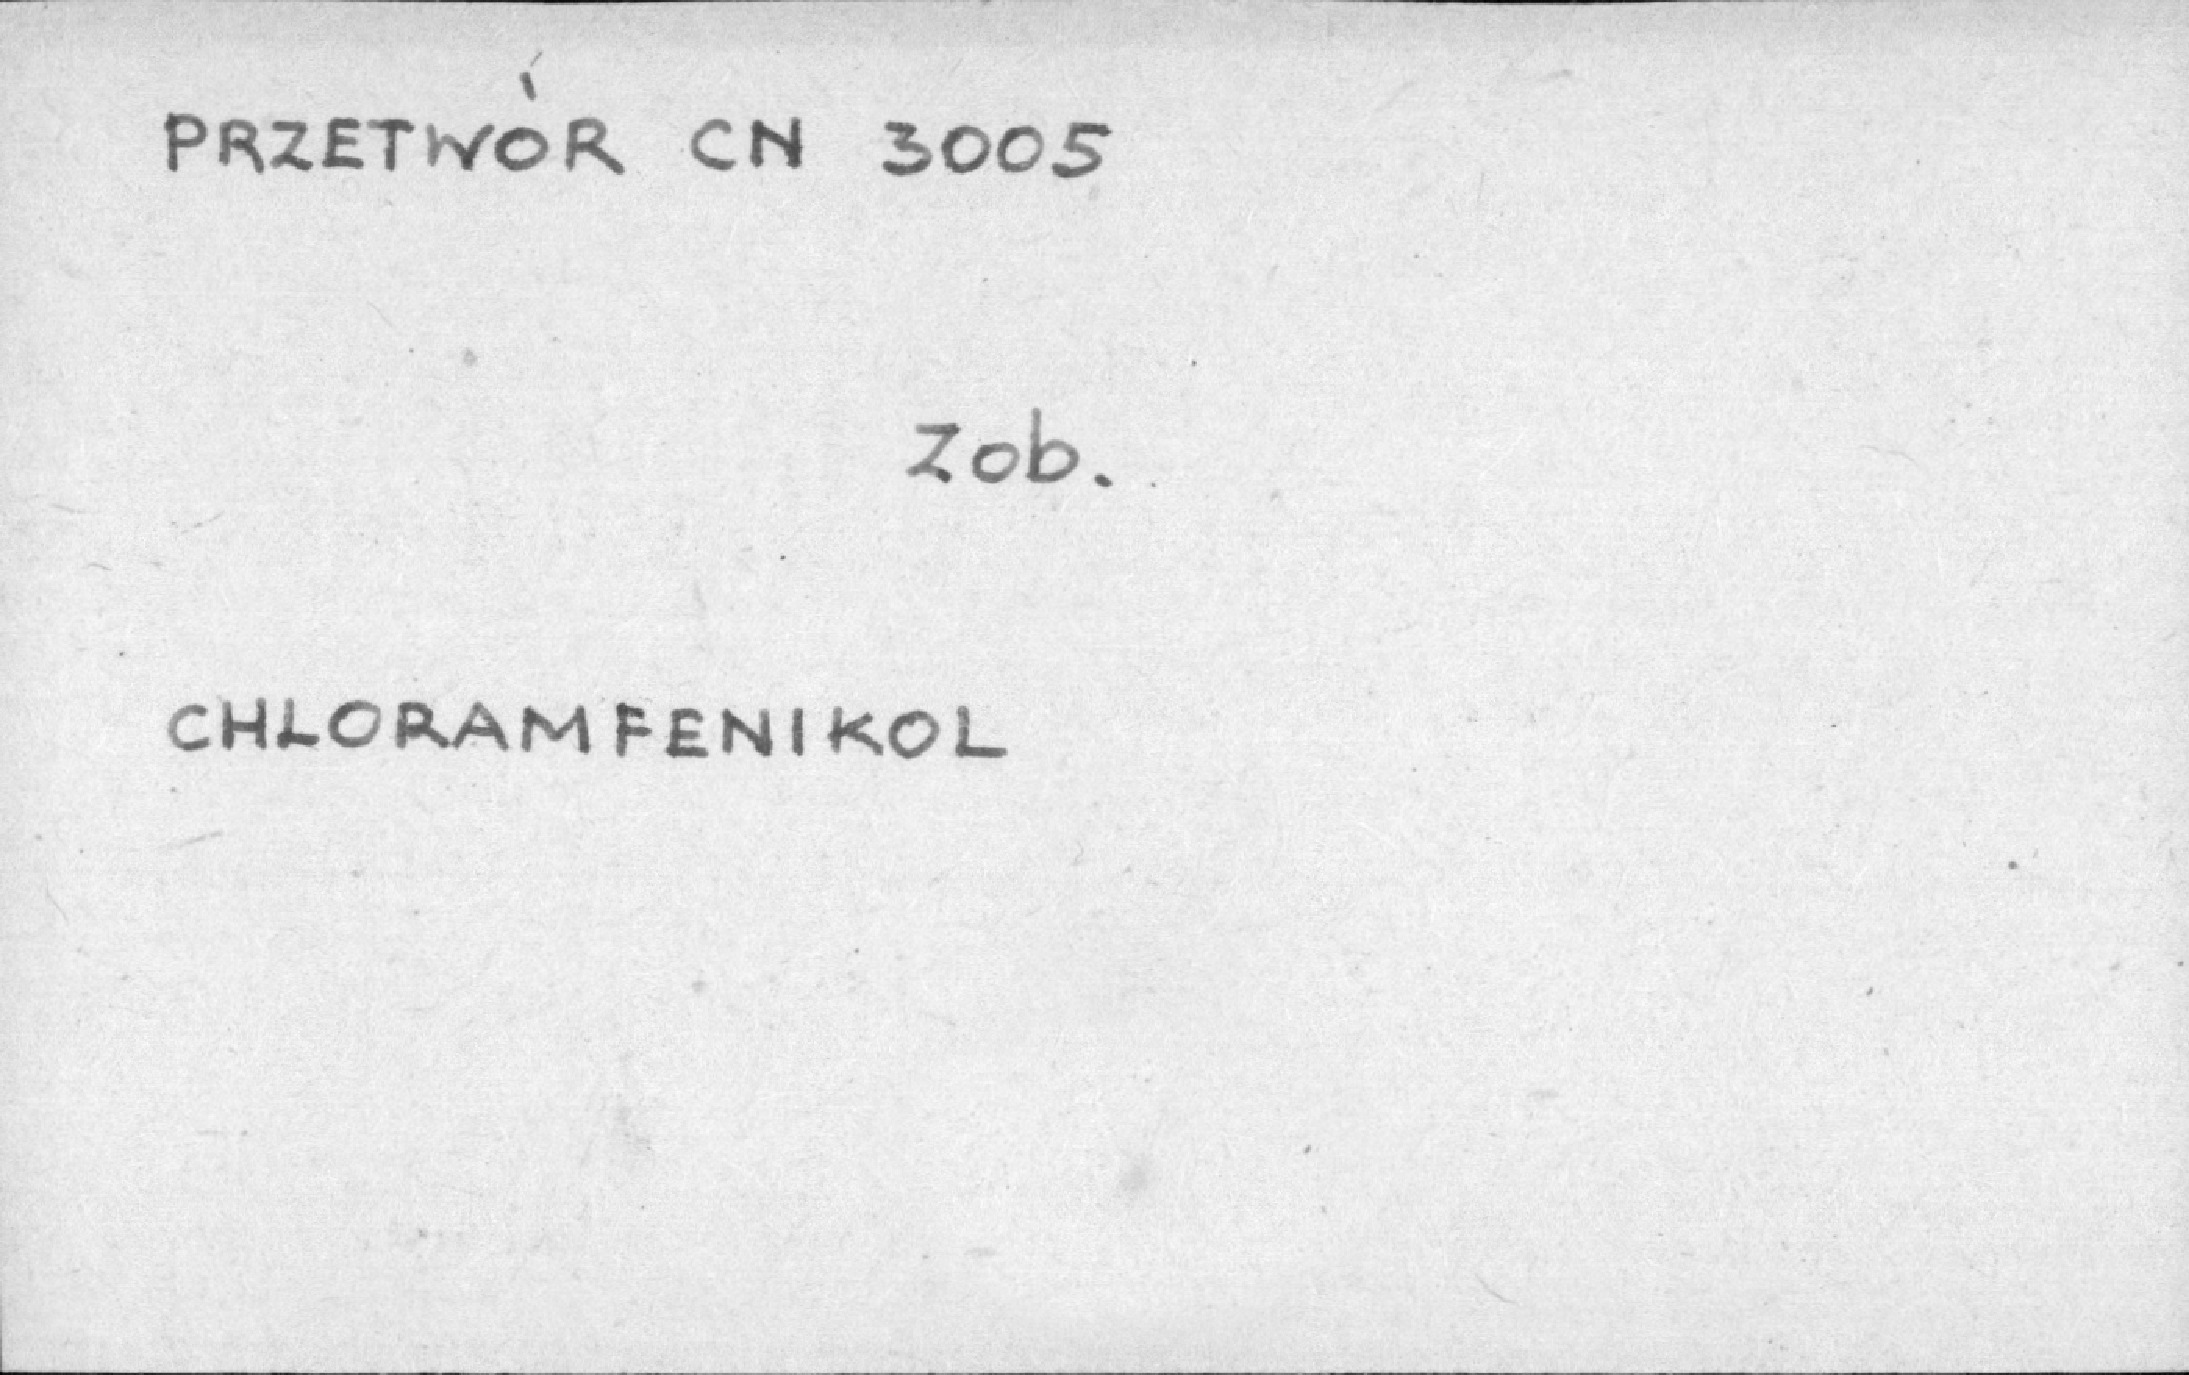 PRZETWÓR CN 3005
Zob.
CHLORAMFENIKOL